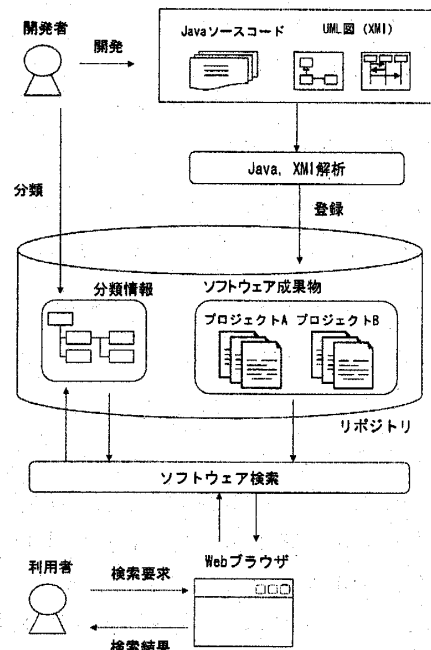 開発者
開発
Javaソースコード
UML図 (XMI)
Java, XMI解析
分類
登録
分類情報
ソフトウェア成果物
プロジェクトA プロジェクトB
リポジトリ
ソフトウェア検索
Webブラウザ
利用者
検索要求
検索結果